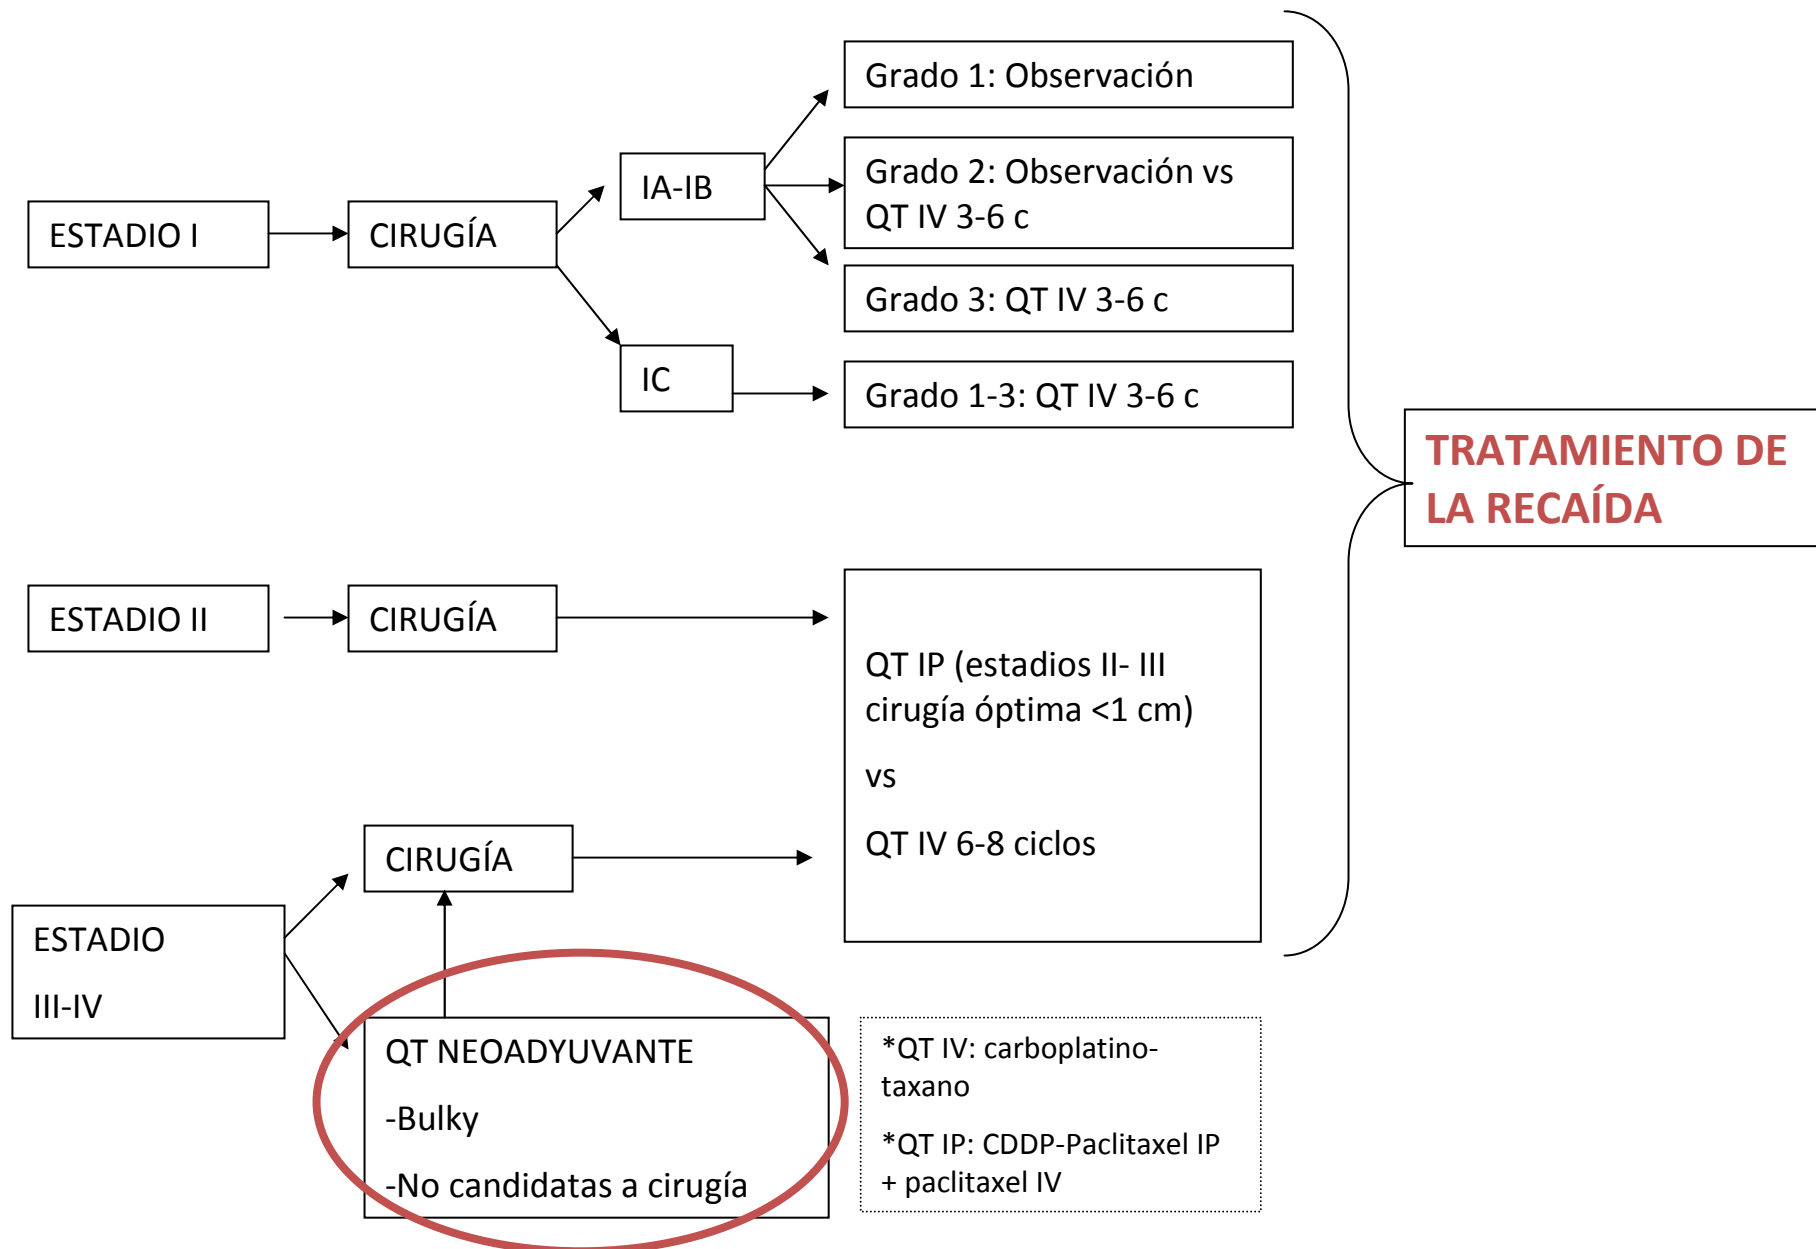 Grado 1: Observación
IA-IB
Grado 2: Observación vs
QT IV 3-6 c
ESTADIO I
CIRUGÍA
Grado 3: QT IV 3-6 c
IC
Grado 1-3: QT IV 3-6 c
TRATAMIENTO DE
LA RECAÍDA
ESTADIO II
CIRUGÍA
QT IP (estadios II- III
cirugía óptima <1 cm)
vs
QT IV 6-8 ciclos
CIRUGÍA
ESTADIO
III-IV
QT NEOADYUVANTE
-Bulky
-No candidatas a cirugía
*QT IV: carboplatino-
taxano
*QT IP: CDDP-Paclitaxel IP
+ paclitaxel IV